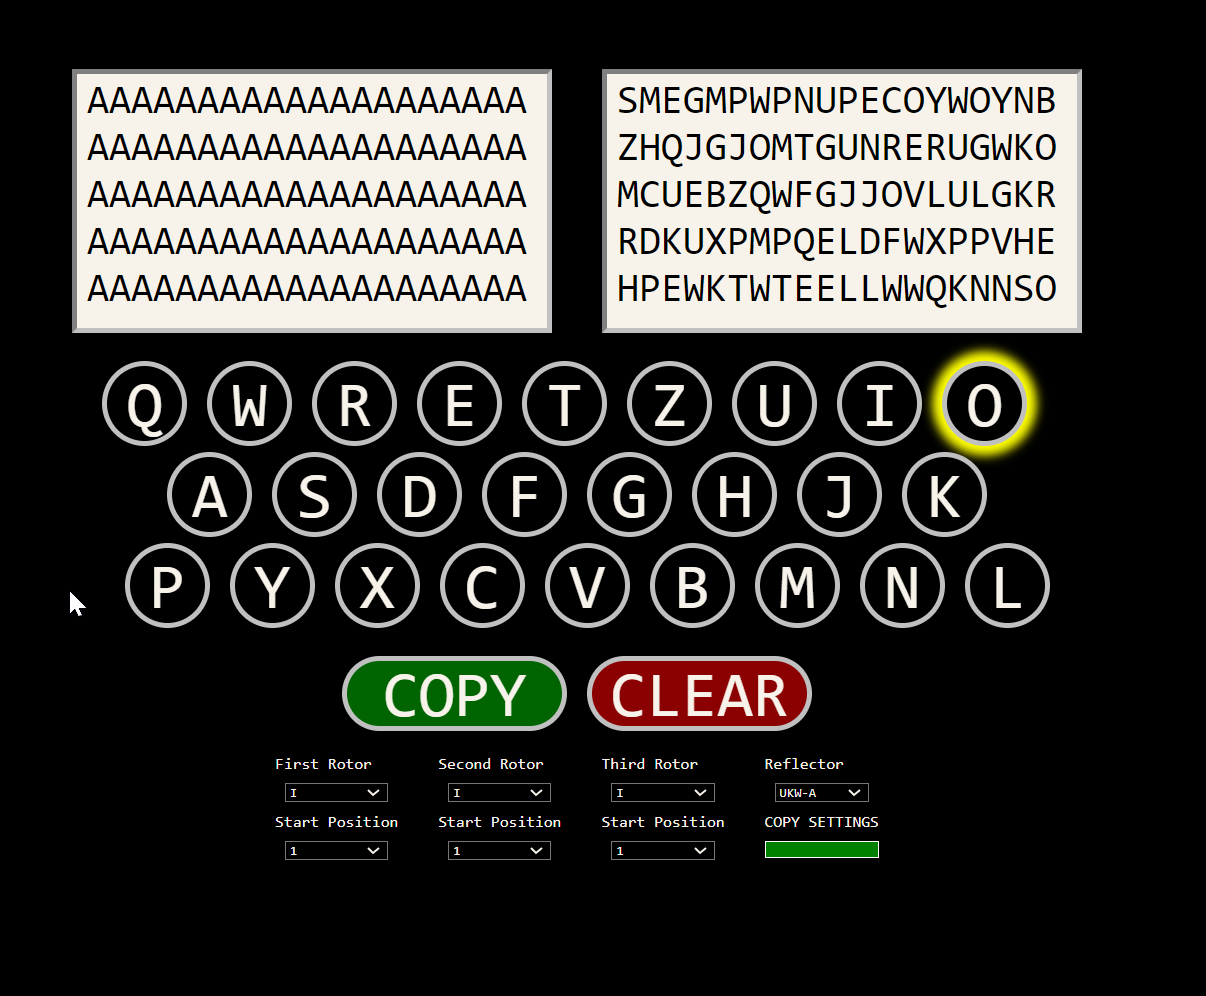 AAAAAAAAAAAAAAAAAAAA
AAAAAAAAAAAAAAAAAAAA
AAAAAAAAAAAAAAAAAAAA
AAAAAAAAAAAAAAAAAAAA
AAAAAAAAAAAAAAAAAAAA
SMEGMPWPNUPECOYWOYNB
ZHQJGJOMTGUNRERUGWKO
MCUEBZQWFGJJOVLULGKR
RDKUXPMPQELDFWXPPVHE
HPEWKTWTEELLWWQKNNSO
Q W R E T Z U I O
A S D F G H J K
P Y X C V B M N L
COPY CLEAR
First Rotor Second Rotor Third Rotor Reflector
I I I UKW-A
Start Position Start Position Start Position COPY SETTINGS
1 1 1